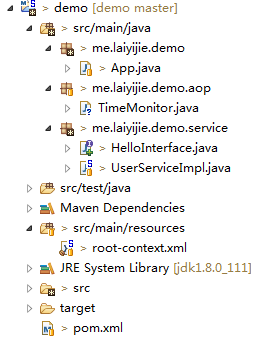 > demo [demo master]
> src/main/java
> me.laiyijie.demo
> App.java
> me.laiyijie.demo.aop
TimeMonitor.java
> me.laiyijie.demo.service
> HelloInterface.java
> UserServiceImpl.java
src/test/java
Maven Dependencies
> src/main/resources
> root-context.xml
JRE System Library [jdk1.8.0_111]
> src
target
> pom.xml